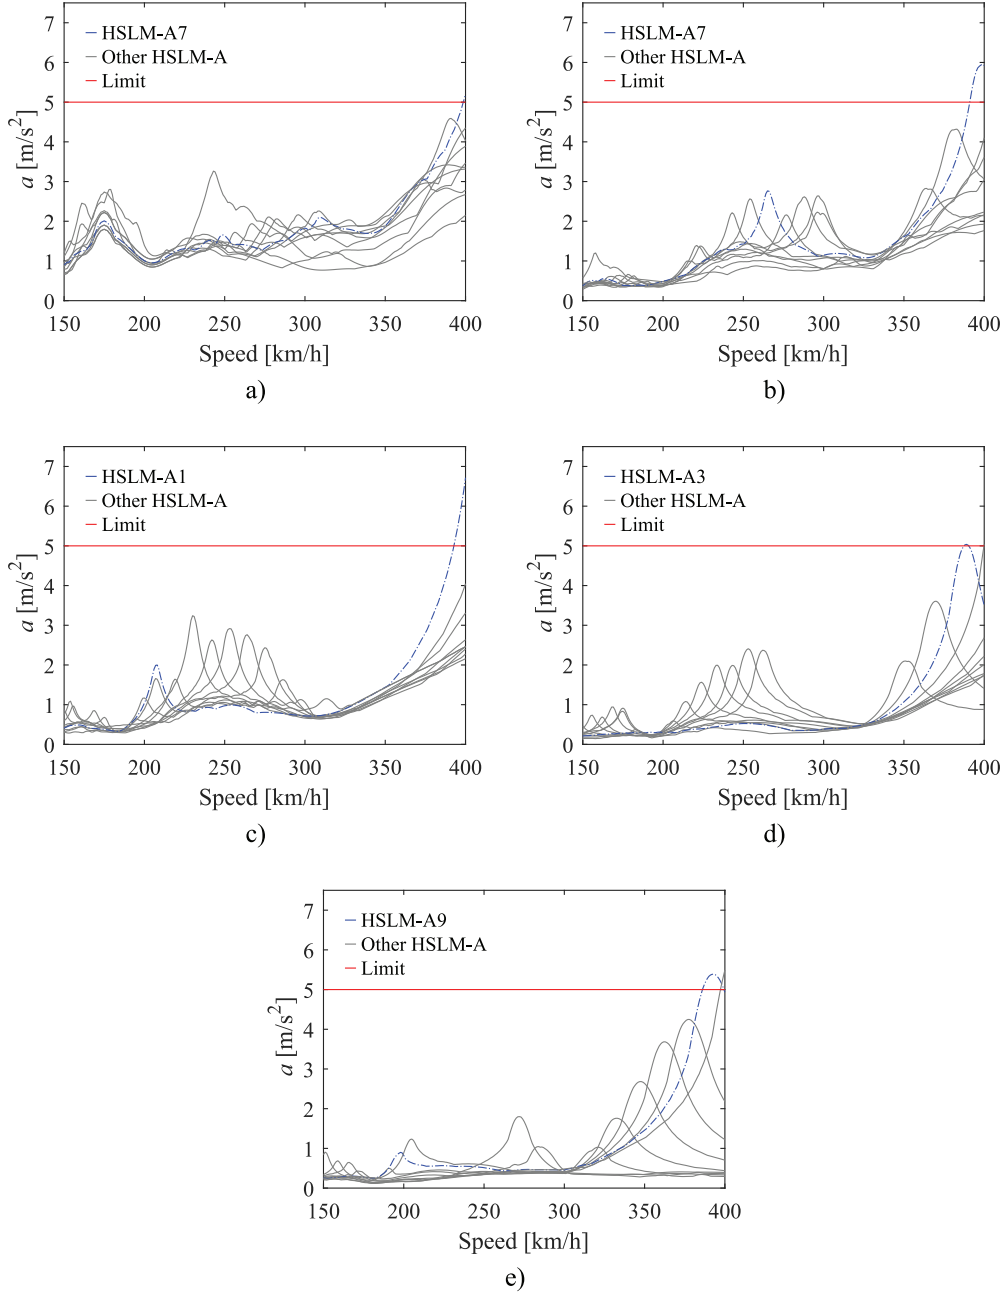 7
6
5
4
3
2
1
0
a [m/s²]
HSLM-A7
Other HSLM-A
Limit
150 200 250 300 350 400
Speed [km/h]
a)
7
6
5
4
3
2
1
0
a [m/s²]
HSLM-A7
Other HSLM-A
Limit
150 200 250 300 350 400
Speed [km/h]
b)
7
6
5
4
3
2
1
0
a [m/s²]
HSLM-A1
Other HSLM-A
Limit
150 200 250 300 350 400
Speed [km/h]
c)
7
6
5
4
3
2
1
0
a [m/s²]
HSLM-A3
Other HSLM-A
Limit
150 200 250 300 350 400
Speed [km/h]
d)
7
6
5
4
3
2
1
0
a [m/s²]
HSLM-A9
Other HSLM-A
Limit
150 200 250 300 350 400
Speed [km/h]
e)